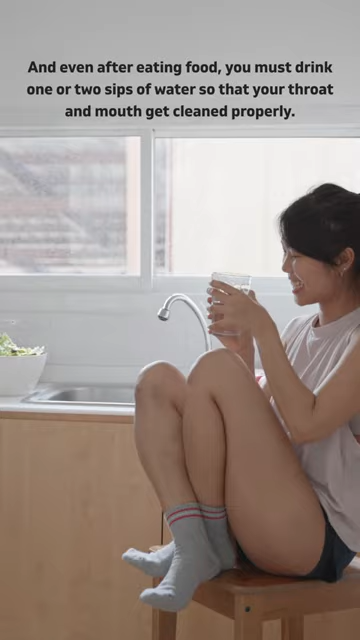 And even after eating food, you must drink
one or two sips of water so that your throat
and mouth get cleaned properly.